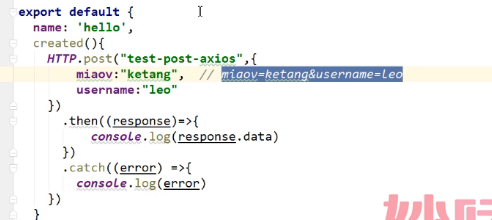 export default {
name: 'hello',
created(){
HTTP.post("test-post-axios",{
miaov:"ketang", // miaov=ketang&username=leo
username:"leo"
})
.then((response)=>{
console.log(response.data)
})
.catch((error) =>{
console.log(error)
})
}